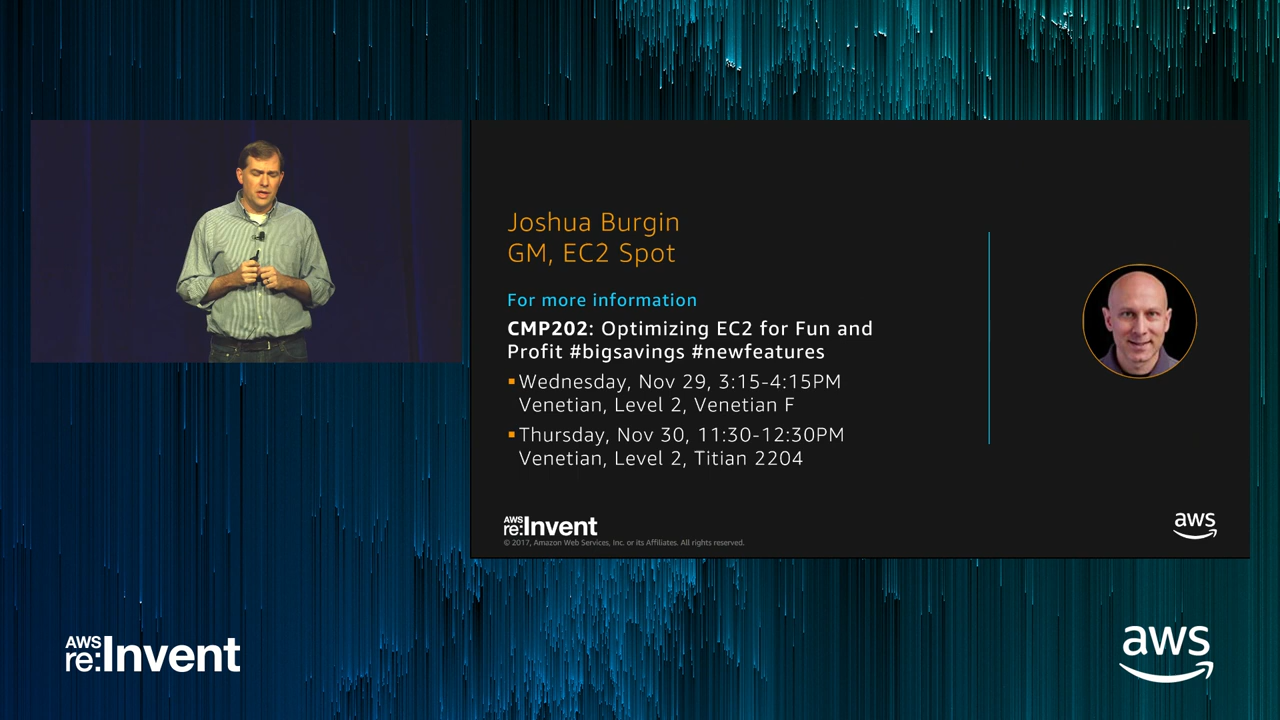 Joshua Burgin
GM, EC2 Spot
For more information
CMP202: Optimizing EC2 for Fun and
Profit #bigsavings #newfeatures
▪Wednesday, Nov 29, 3:15-4:15PM
Venetian, Level 2, Venetian F
▪Thursday, Nov 30, 11:30-12:30PM
Venetian, Level 2, Titian 2204
AWS
re:Invent
© 2017, Amazon Web Services, Inc. or its Affiliates. All rights reserved.
aws
AWS
re:Invent
aws